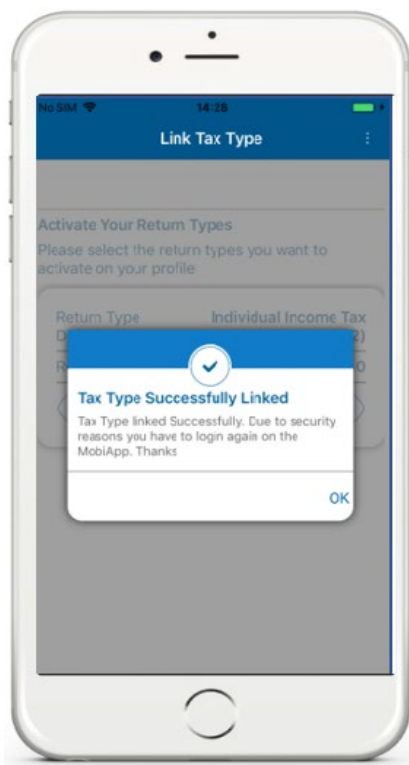 No SIM 14:28
Link Tax Type
Activate Your Return Types
Please select the return types you want to
activate on your profile
Return Type Individual Income Tax
Tax Type Successfully Linked
Tax Type linked Successfully. Due to security
reasons you have to login again on the
MobiApp. Thanks
OK